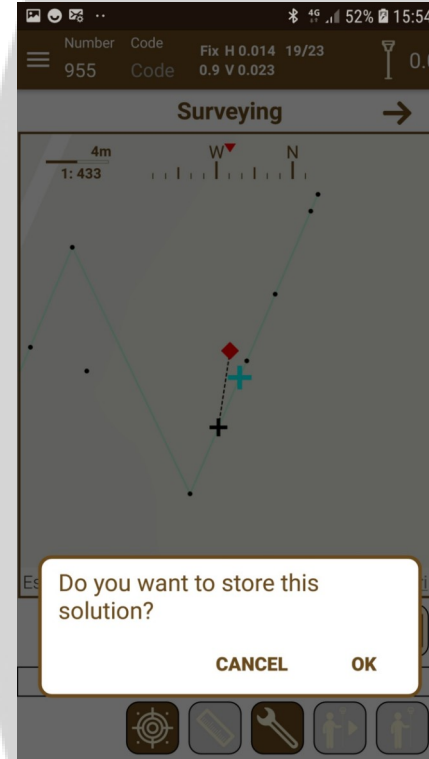 4G 52% 15:54
Number Code Fix H 0.014 19/23
955 Code 0.9 V 0.023
Surveying
4m W N
1: 433
Do you want to store this
solution?
CANCEL OK